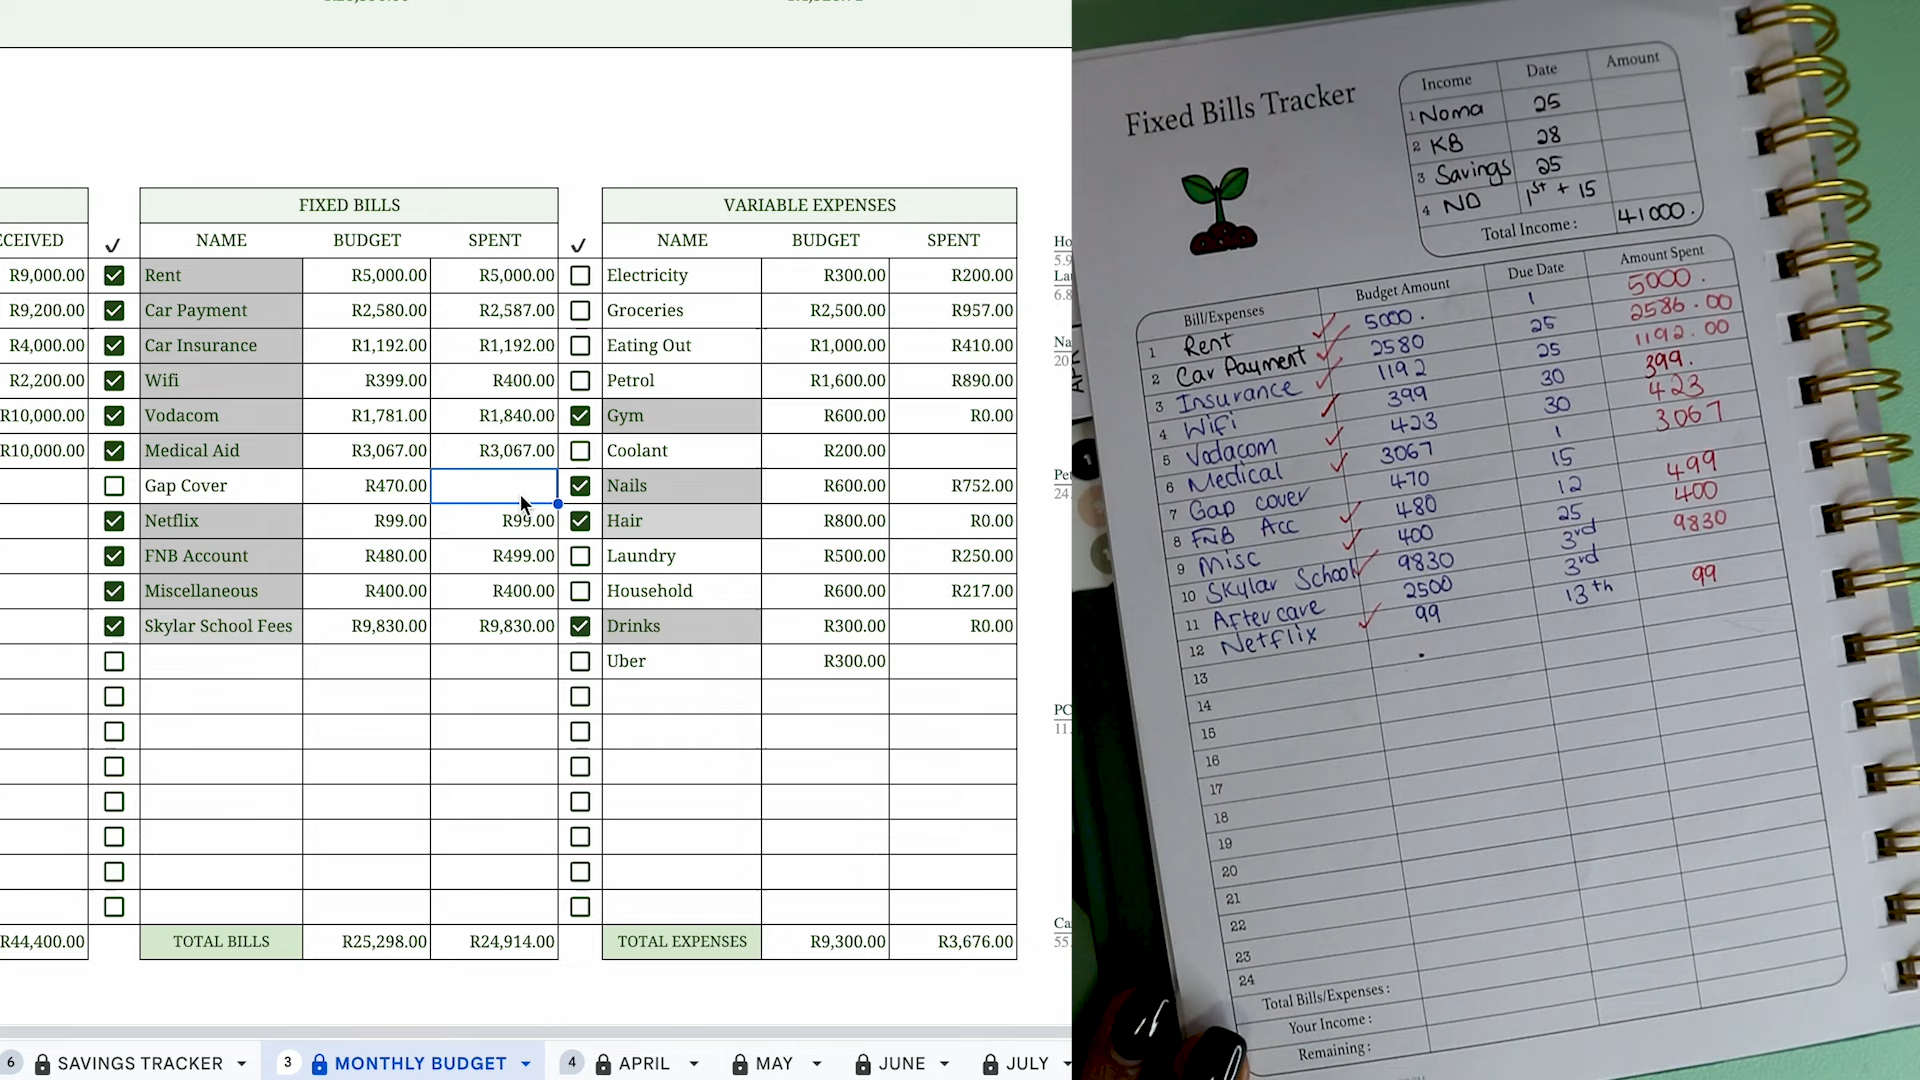 FIXED BILLS VARIABLE EXPENSES
ECEIVED ✓ NAME BUDGET SPENT ✓ NAME BUDGET SPENT
R9,000.00 Rent R5,000.00 R5,000.00 Electricity R300.00 R200.00
R9,200.00 Car Payment R2,580.00 R2,587.00 Groceries R2,500.00 R957.00
R4,000.00 Car Insurance R1,192.00 R1,192.00 Eating Out R1,000.00 R410.00
R2,200.00 Wifi R399.00 R400.00 Petrol R1,600.00 R890.00
R10,000.00 Vodacom R1,781.00 R1,840.00 Gym R600.00 R0.00
R10,000.00 Medical Aid R3,067.00 R3,067.00 Coolant R200.00
Gap Cover R470.00 Nails R600.00 R752.00
Netflix R99.00 R99.00 Hair R800.00 R0.00
FNB Account R480.00 R499.00 Laundry R500.00 R250.00
Miscellaneous R400.00 R400.00 Household R600.00 R217.00
Skylar School Fees R9,830.00 R9,830.00 Drinks R300.00 R0.00
Uber R300.00
R44,400.00 TOTAL BILLS R25,298.00 R24,914.00 TOTAL EXPENSES R9,300.00 R3,676.00
6 SAVINGS TRACKER 3 MONTHLY BUDGET 4 APRIL MAY JUNE JULY
Fixed Bills Tracker
Income Date Amount
1 Noma 25
2 KB 28
3 Savings 25
4 ND 1st + 15
Total Income: 41000.
Bill/Expenses Budget Amount Due Date Amount Spent
1 Rent 5000. 1 5000.
2 Car Payment 2580 25 2586.00
3 Insurance 1192 25 1192.00
4 Wifi 399 30 399.
5 Vodacom 423 30 423
6 Medical 3067 1 3067
7 Gap cover 470 15
8 FNB Acc 480 12 499
9 Misc 400 25 400
10 Skylar School 9830 3rd 9830
11 Aftercare 2500 3rd
12 Netflix 99 13th 99
13
14
15
16
17
18
19
20
21
22
23
24
Total Bills/Expenses:
Your Income:
Remaining: